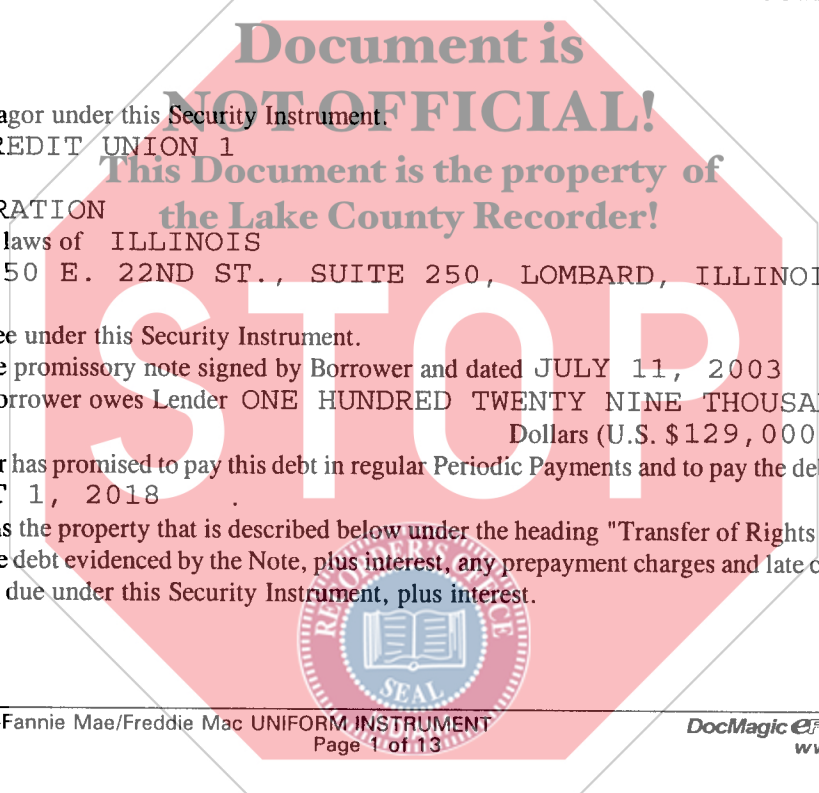 Document is
NOT OFFICIAL!
agor under this Security Instrument.
REDIT UNION 1
This Document is the property of
RATION
the Lake County Recorder!
laws of ILLINOIS
50 E. 22ND ST., SUITE 250, LOMBARD, ILLINOI
STOP
ee under this Security Instrument.
e promissory note signed by Borrower and dated JULY 11, 2003
orrower owes Lender ONE HUNDRED TWENTY NINE THOUSA
Dollars (U.S. $129,000
r has promised to pay this debt in regular Periodic Payments and to pay the de
T 1, 2018 .
s the property that is described below under the heading "Transfer of Rights
e debt evidenced by the Note, plus interest, any prepayment charges and late c
due under this Security Instrument, plus interest.
RECORDER'S OFFICE
SEAL
Fannie Mae/Freddie Mac UNIFORM INSTRUMENT
Page 1 of 13
DocMagic